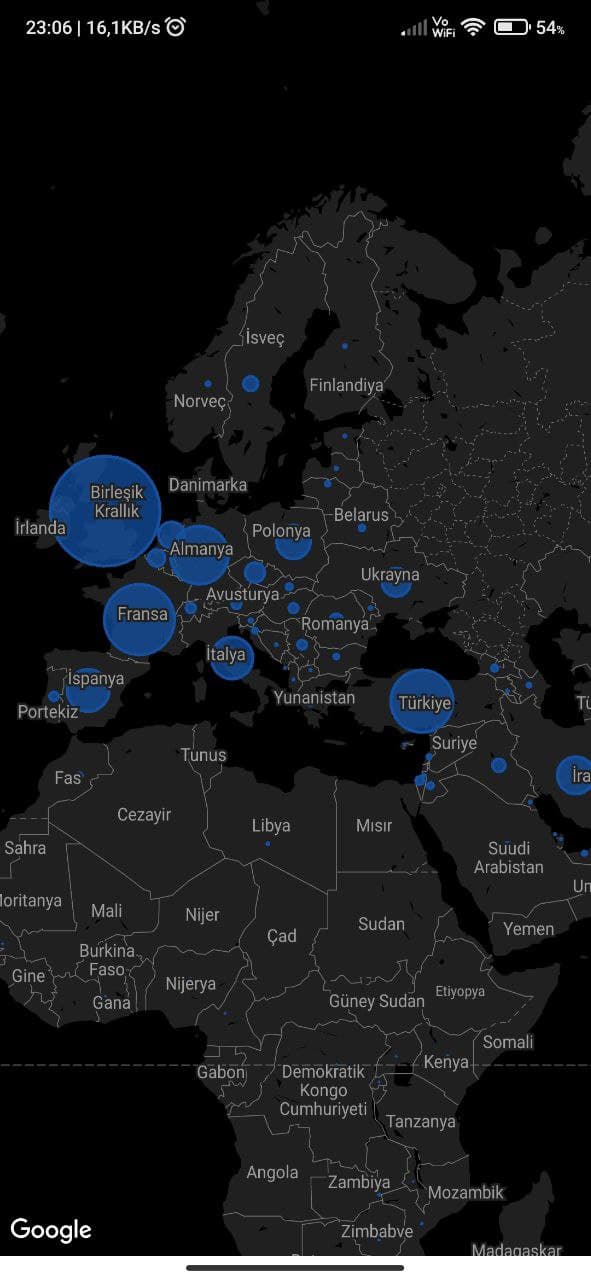 23:06 | 16,1KB/s
Vo
WiFi
54%
İsveç
Finlandiya
Norveç
Danimarka
Birleşik
Krallık
İrlanda
Belarus
Polonya
Almanya
Ukrayna
Avusturya
Fransa
Romanya
İtalya
İspanya
Yunanistan
Türkiye
Portekiz
Suriye
Tunus
İra
Fas
Cezayir
Libya
Mısır
Sahra
Suudi
Arabistan
Un
loritanya
Mali
Nijer
Sudan
Çad
Yemen
Burkina
Faso
Gine
Nijerya
Etiyopya
Gana
Güney Sudan
Somali
Kenya
Gabon
Demokratik
Kongo
Cumhuriyeti
Tanzanya
Angola
Zambiya
Mozambik
Google
Zimbabve
Madagaskar